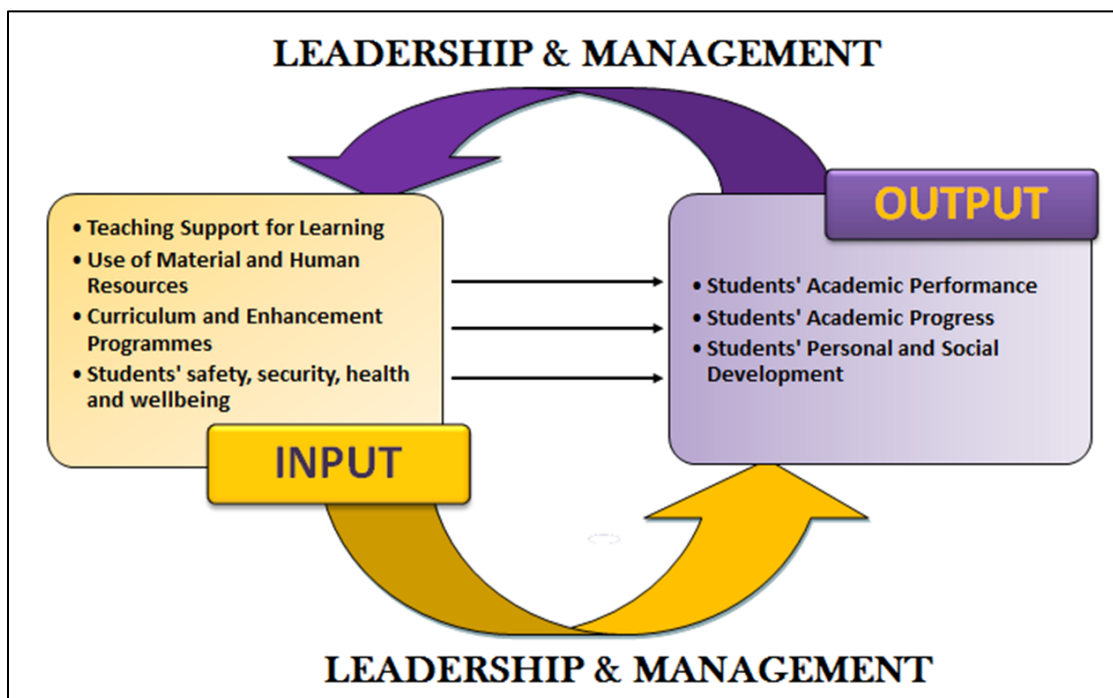 LEADERSHIP & MANAGEMENT
• Teaching Support for Learning
• Use of Material and Human
Resources
• Curriculum and Enhancement
Programmes
• Students' safety, security, health
and wellbeing
INPUT
OUTPUT
• Students' Academic Performance
• Students' Academic Progress
• Students' Personal and Social
Development
LEADERSHIP & MANAGEMENT